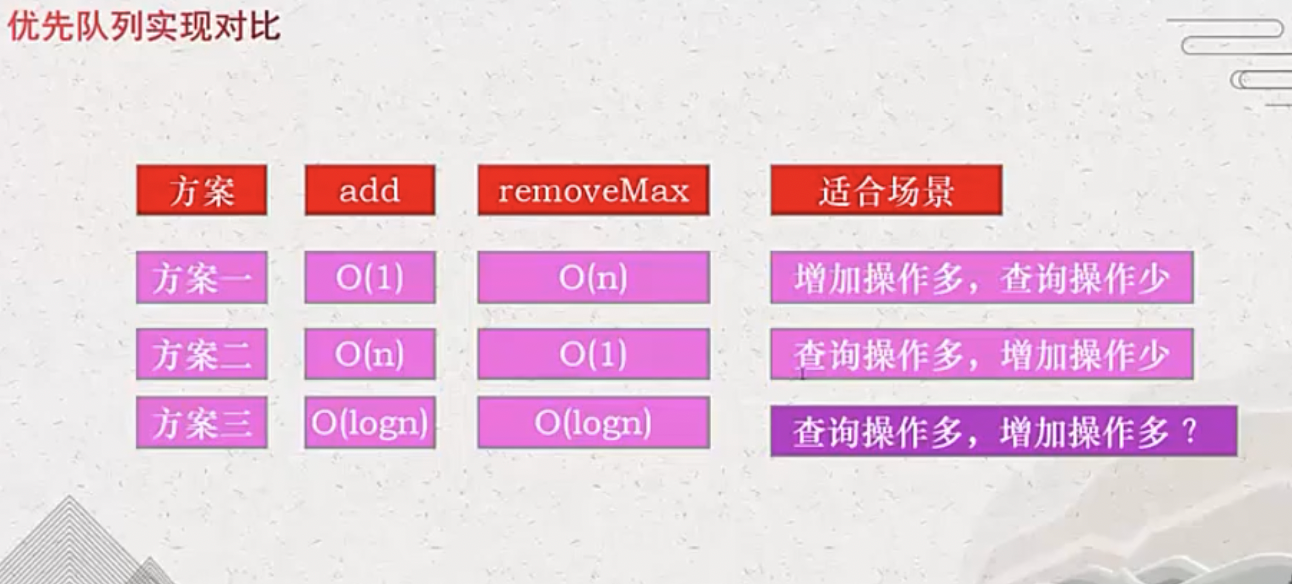 优先队列实现对比
方案 add removeMax 适合场景
方案一 O(1) O(n) 增加操作多，查询操作少
方案二 O(n) O(1) 查询操作多，增加操作少
方案三 O(logn) O(logn) 查询操作多，增加操作多？